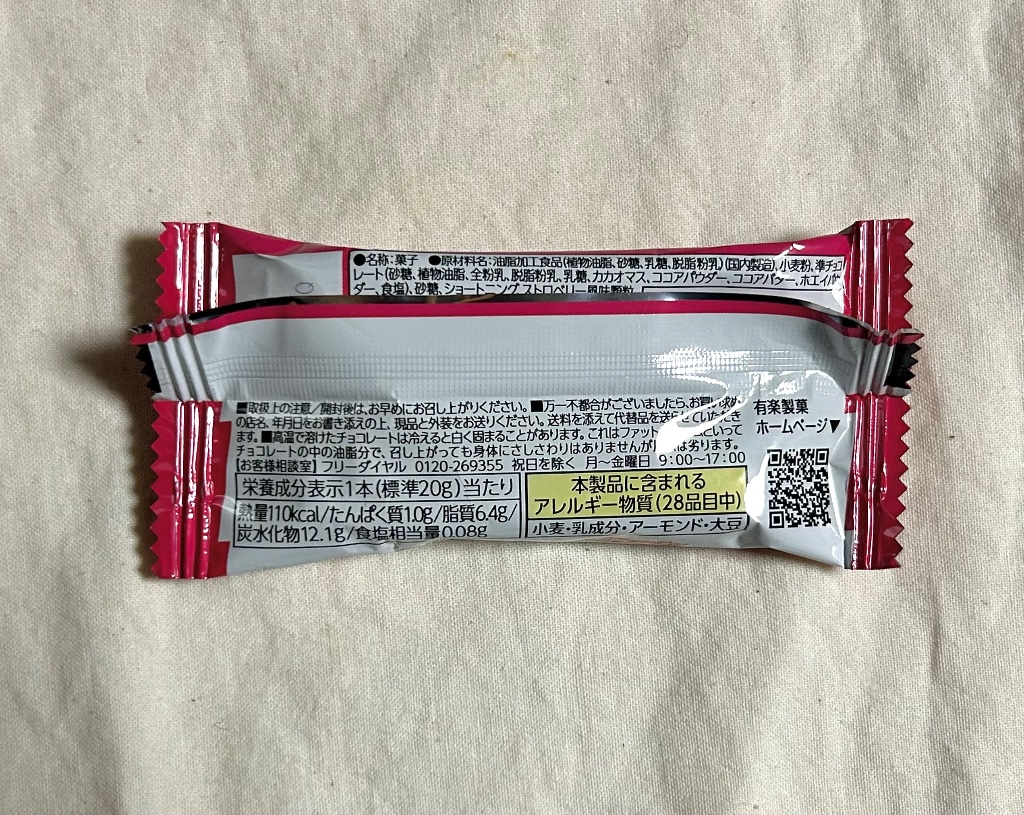 ●名称:菓子 ●原材料名:油脂加工食品(植物油脂、砂糖、乳糖、脱脂粉乳)(国内製造)、小麦粉、準チョコ
レート(砂糖、植物油脂、全粉乳、脱脂粉乳、乳糖、カカオマス、ココアパウダー、ココアバター、ホエイパウ
ダー、食塩)、砂糖、ショートニング、ストロベリー風味顆粒
■取扱上の注意/開封後は、お早めにお召し上がりください。■万一不都合がございましたら、お買い求め
の店名、年月日をお書き添えの上、現品と外装をお送りください。送料を添えて代替品を送らせていただき
ます。■高温で溶けたチョコレートは冷えると白く固まることがあります。これはファット といって
チョコレートの中の油脂分で、召し上がっても身体にさしさわりはありませんが 劣ります。
【お客様相談室】フリーダイヤル 0120-269355 祝日を除く 月~金曜日 9:00~17:00
栄養成分表示1本(標準20g)当たり
熱量110kcal/たんぱく質1.0g/脂質6.4g/
炭水化物12.1g/食塩相当量0.08g
本製品に含まれる
アレルギー物質(28品目中)
小麦・乳成分・アーモンド・大豆
有楽製菓
ホームページ▼